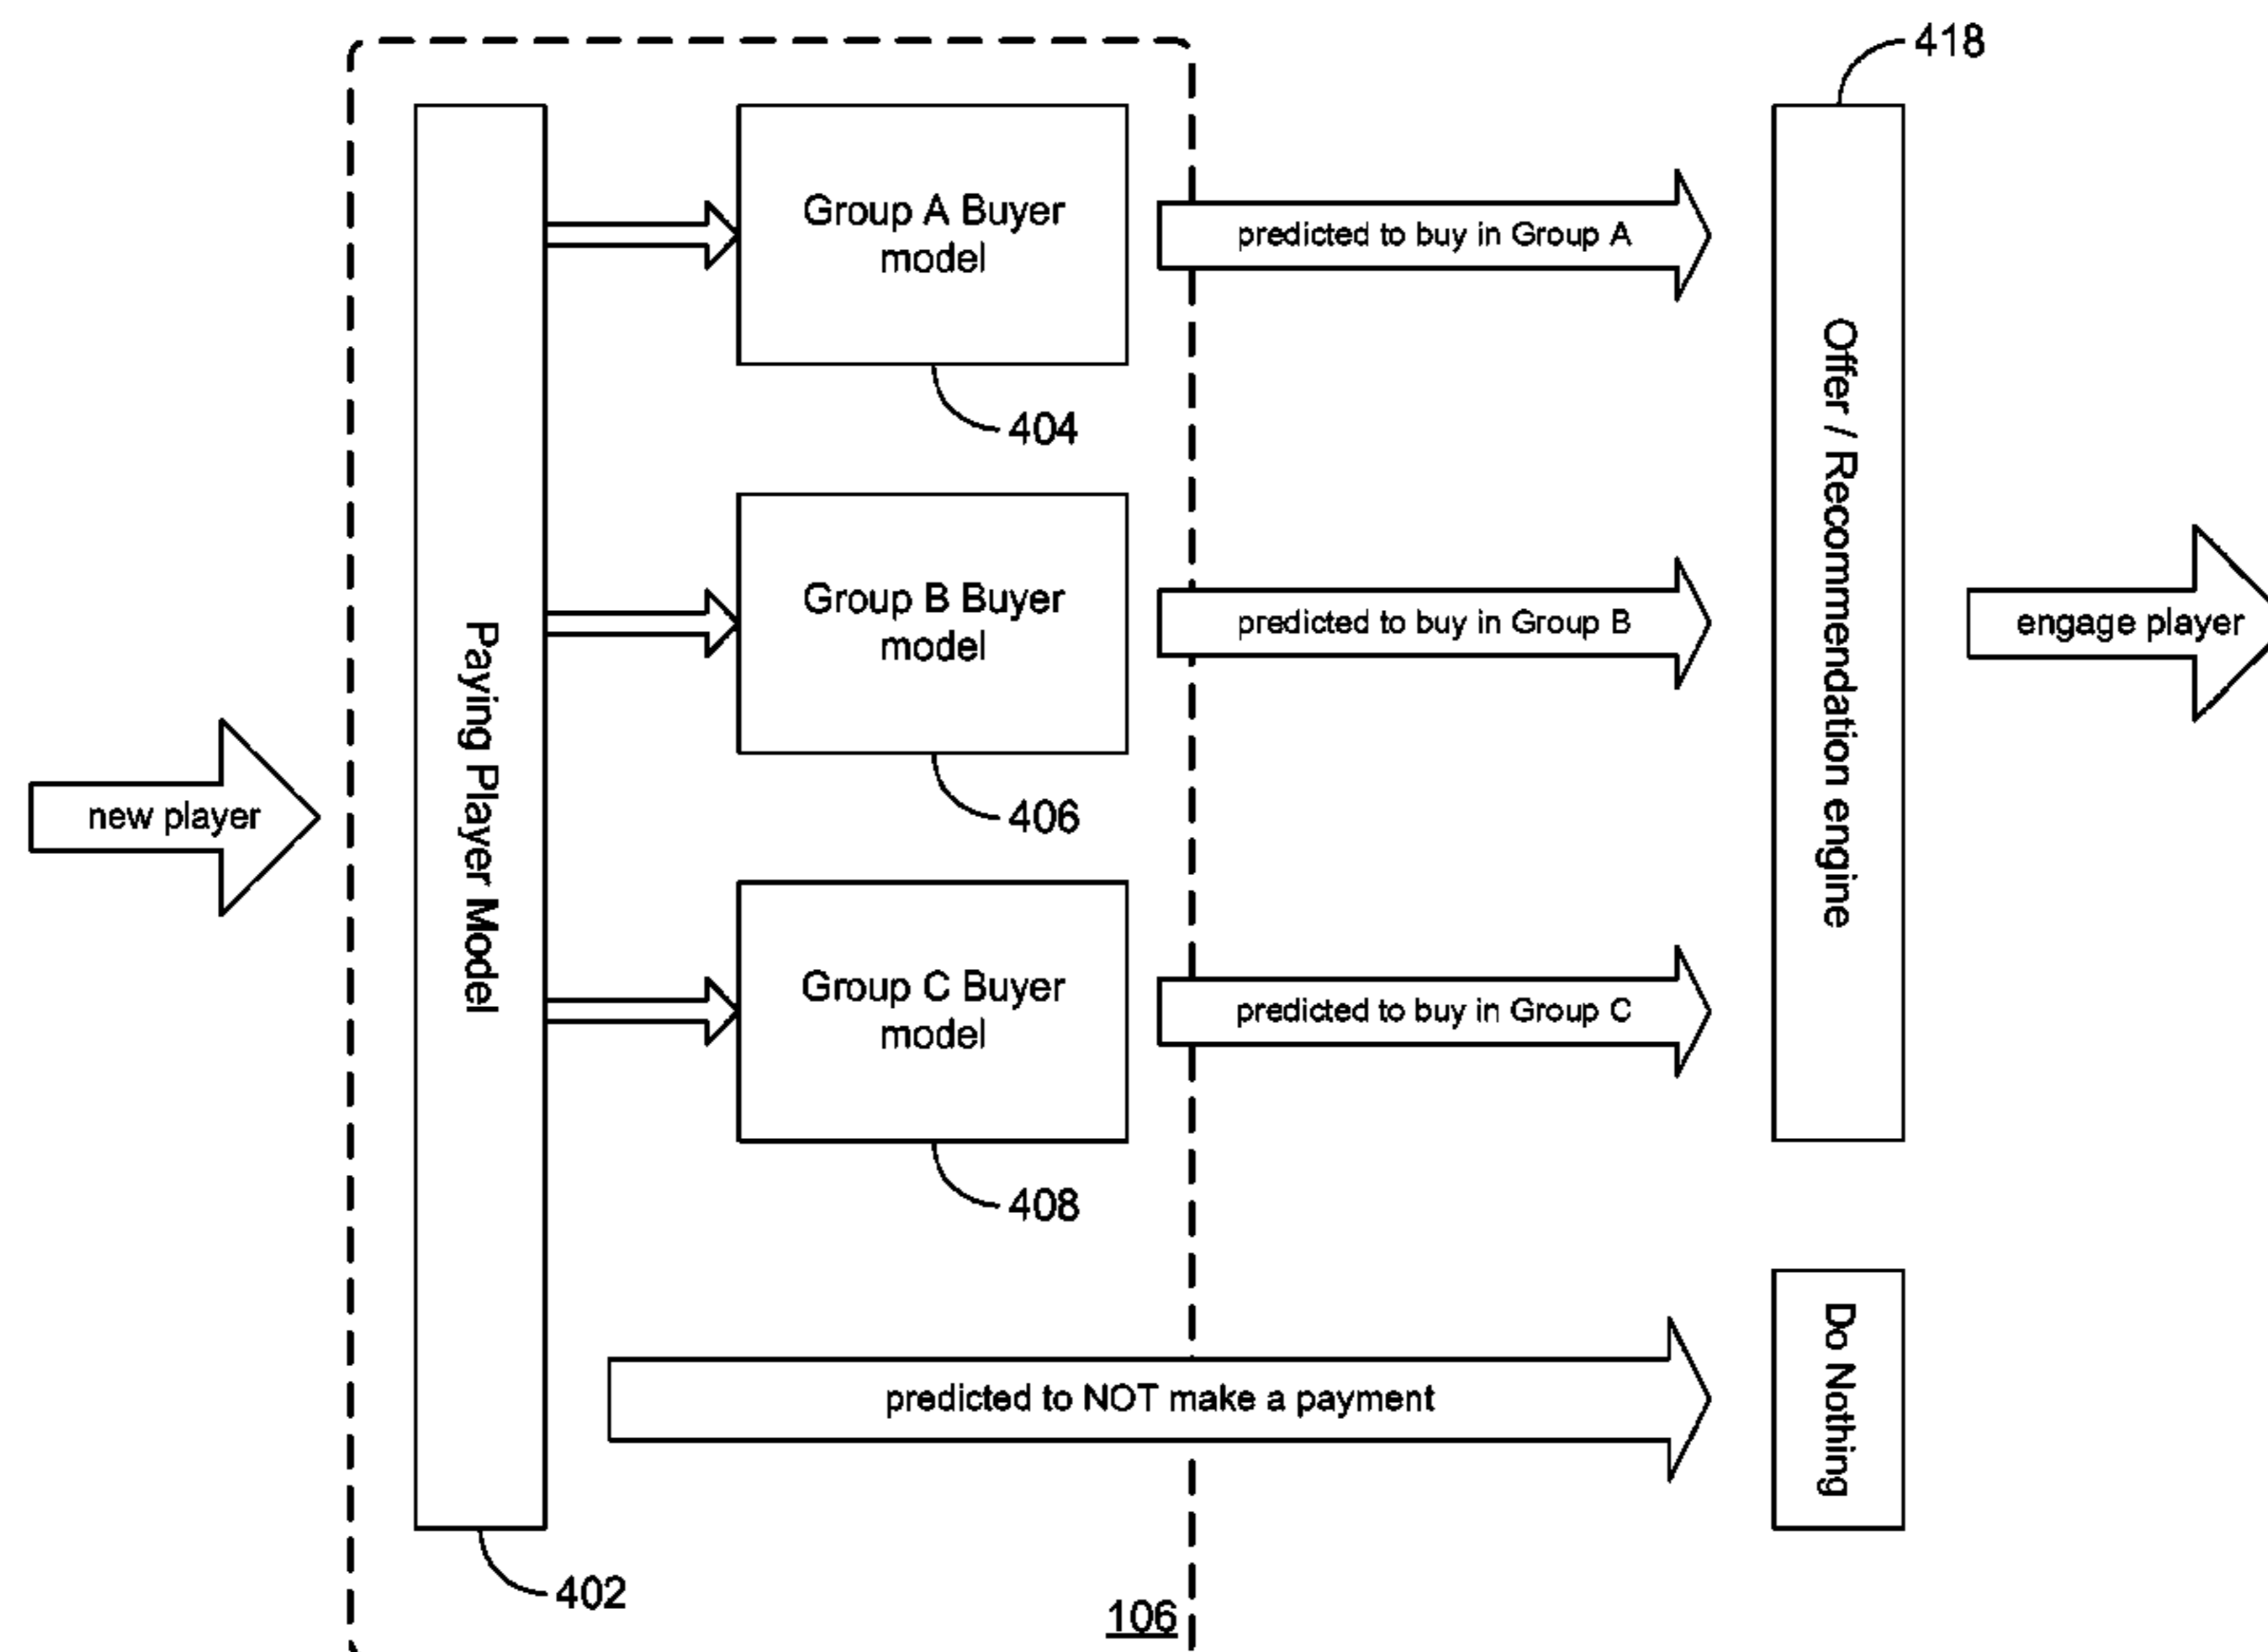 418
Group A Buyer
model
predicted to buy in Group A
404
Offer / Recommendation engine
Group B Buyer
model
predicted to buy in Group B
engage player
Paying Player Model
new player
406
Group C Buyer
model
predicted to buy in Group C
408
predicted to NOT make a payment
Do Nothing
402
106